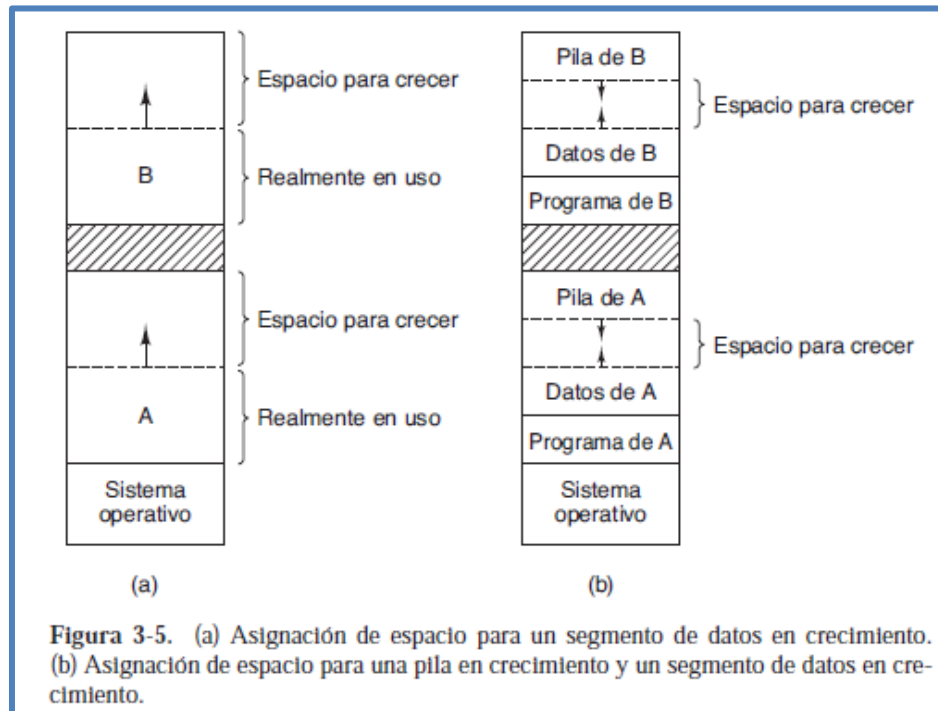 Espacio para crecer
B
Realmente en uso
Espacio para crecer
A
Realmente en uso
Sistema
operativo
(a)
Pila de B
Espacio para crecer
Datos de B
Programa de B
Pila de A
Espacio para crecer
Datos de A
Programa de A
Sistema
operativo
(b)
Figura 3-5. (a) Asignación de espacio para un segmento de datos en crecimiento.
(b) Asignación de espacio para una pila en crecimiento y un segmento de datos en cre-
cimiento.